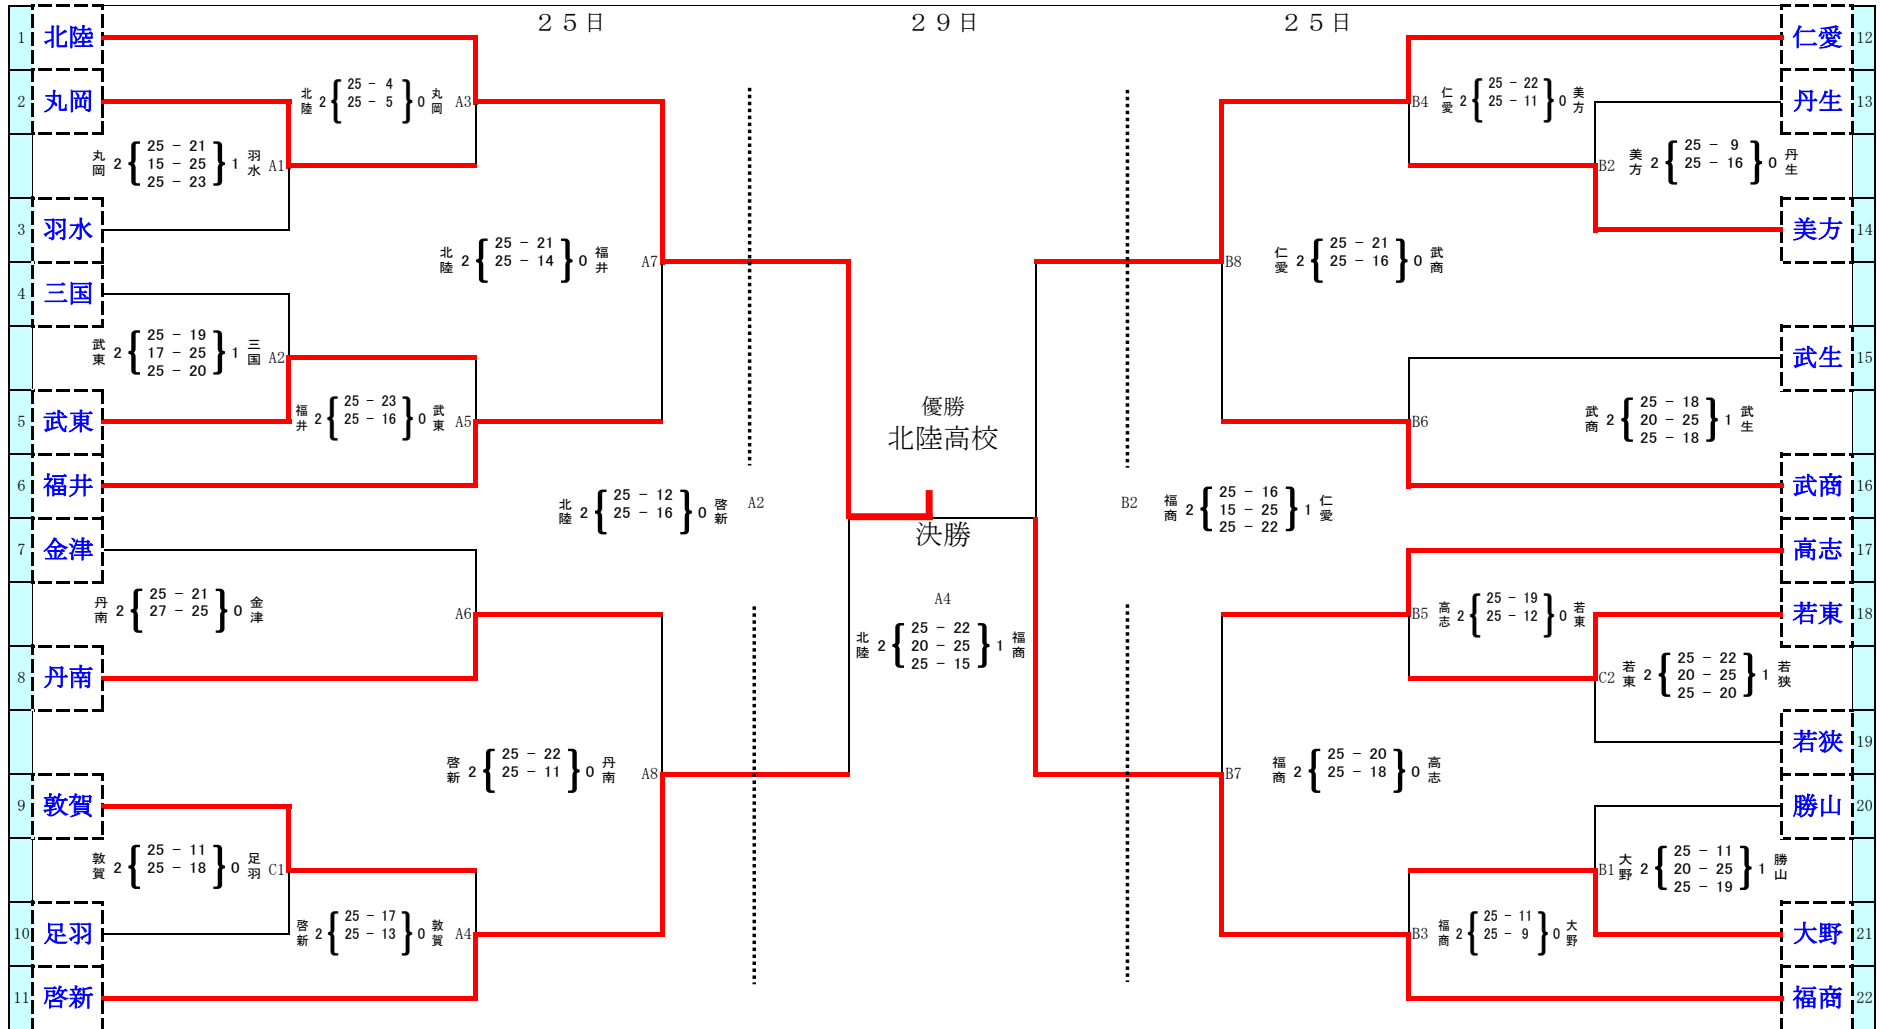 ２５日
２９日
２５日
1 北陸
2 丸岡
3 羽水
4 三国
5 武東
6 福井
7 金津
8 丹南
9 敦賀
10 足羽
11 啓新
丸岡 2 { 25 - 21 } 1 羽水 A1
15 - 25
25 - 23
北陸 2 { 25 - 4 } 0 丸岡 A3
25 - 5
武東 2 { 25 - 19 } 1 三国 A2
17 - 25
25 - 20
福井 2 { 25 - 23 } 0 武東 A5
25 - 16
北陸 2 { 25 - 21 } 0 福井 A7
25 - 14
丹南 2 { 25 - 21 } 0 金津 A6
27 - 25
敦賀 2 { 25 - 11 } 0 足羽 C1
25 - 18
啓新 2 { 25 - 17 } 0 敦賀 A4
25 - 13
啓新 2 { 25 - 22 } 0 丹南 A8
25 - 11
北陸 2 { 25 - 12 } 0 啓新 A2
25 - 16
優勝
北陸高校
決勝
A4
北陸 2 { 25 - 22 } 1 福商
20 - 25
25 - 15
B2 福商 2 { 25 - 16 } 1 仁愛
15 - 25
25 - 22
B8 仁愛 2 { 25 - 21 } 0 武商
25 - 16
B4 仁愛 2 { 25 - 22 } 0 美方
25 - 11
B2 美方 2 { 25 - 9 } 0 丹生
25 - 16
B6 武商 2 { 25 - 18 } 1 武生
20 - 25
25 - 18
B5 高志 2 { 25 - 19 } 0 若東
25 - 12
C2 若東 2 { 25 - 22 } 1 若狭
20 - 25
25 - 20
B7 福商 2 { 25 - 20 } 0 高志
25 - 18
B1 大野 2 { 25 - 11 } 1 勝山
20 - 25
25 - 19
B3 福商 2 { 25 - 11 } 0 大野
25 - 9
仁愛 12
丹生 13
美方 14
武生 15
武商 16
高志 17
若東 18
若狭 19
勝山 20
大野 21
福商 22